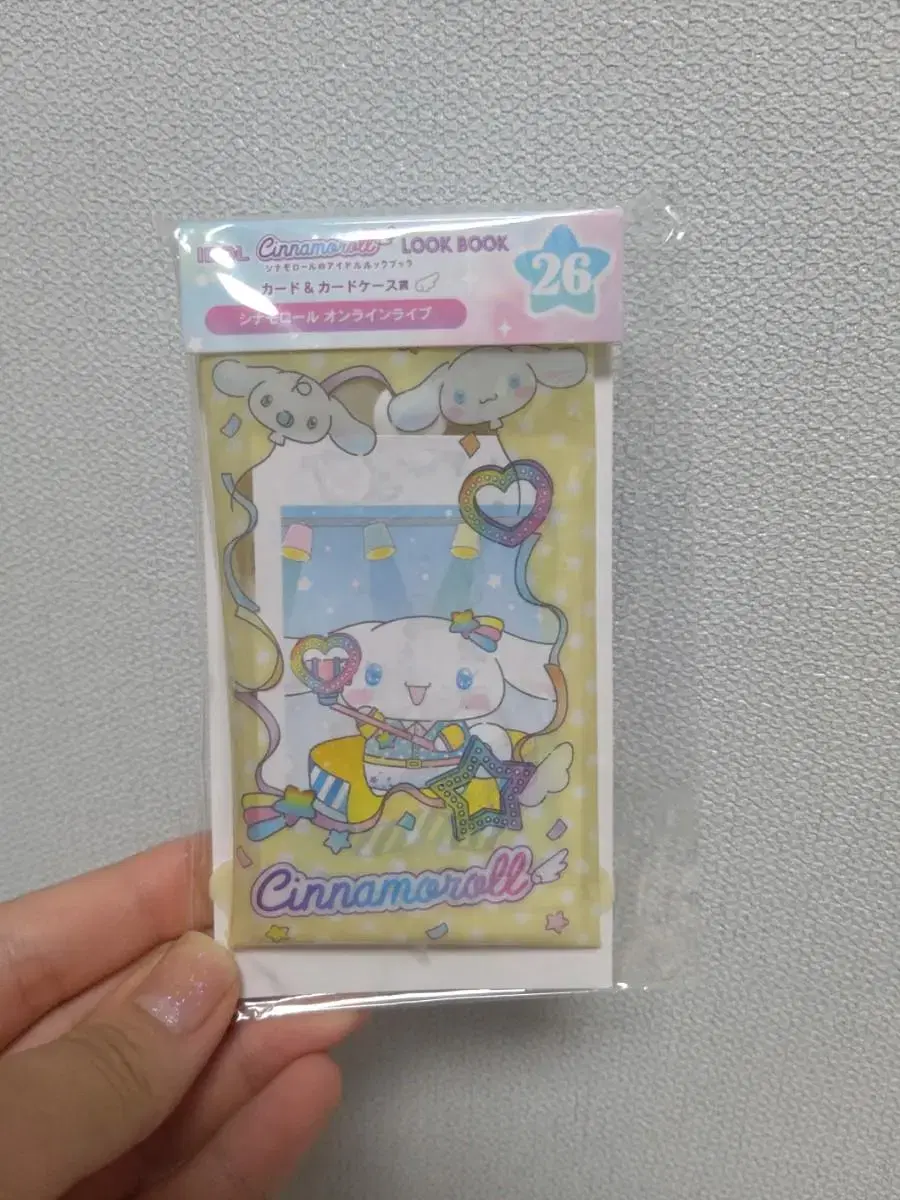 IDOL Cinnamoroll LOOK BOOK
シナモロールのアイドルルックブック
カード&カードケース賞
シナモロール オンラインライブ
26
Cinnamoroll